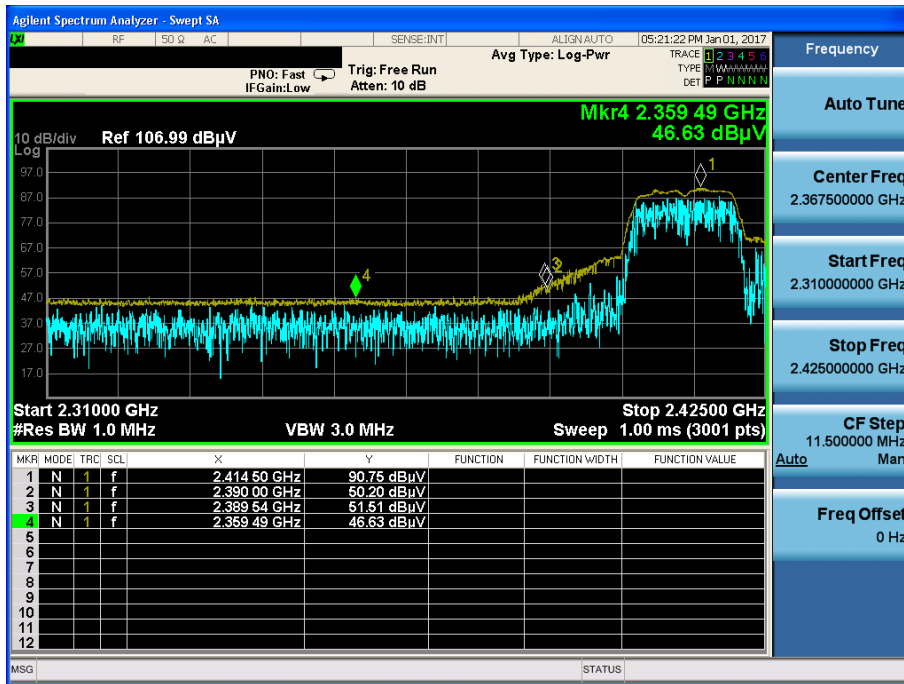 Agilent Spectrum Analyzer - Swept SA
LXI RF 50 Ω AC SENSE:INT ALIGN AUTO 05:21:22 PM Jan 01, 2017
Frequency
Avg Type: Log-Pwr TRACE 1 2 3 4 5 6
PNO: Fast Trig: Free Run TYPE M W W W W W
IFGain:Low Atten: 10 dB DET P P N N N N
Auto Tune
Mkr4 2.359 49 GHz
10 dB/div Ref 106.99 dBµV 46.63 dBµV
Log
97.0
87.0
77.0
67.0
57.0
47.0
37.0
27.0
17.0
1
2
3
4
Center Freq
2.367500000 GHz
Start Freq
2.310000000 GHz
Stop Freq
2.425000000 GHz
Start 2.31000 GHz Stop 2.42500 GHz
#Res BW 1.0 MHz VBW 3.0 MHz Sweep 1.00 ms (3001 pts)
CF Step
11.500000 MHz
Auto Man
Freq Offset
0 Hz
MKR MODE TRC SCL X Y FUNCTION FUNCTION WIDTH FUNCTION VALUE
1 N 1 f 2.414 50 GHz 90.75 dBµV
2 N 1 f 2.390 00 GHz 50.20 dBµV
3 N 1 f 2.389 54 GHz 51.51 dBµV
4 N 1 f 2.359 49 GHz 46.63 dBµV
5
6
7
8
9
10
11
12
MSG STATUS